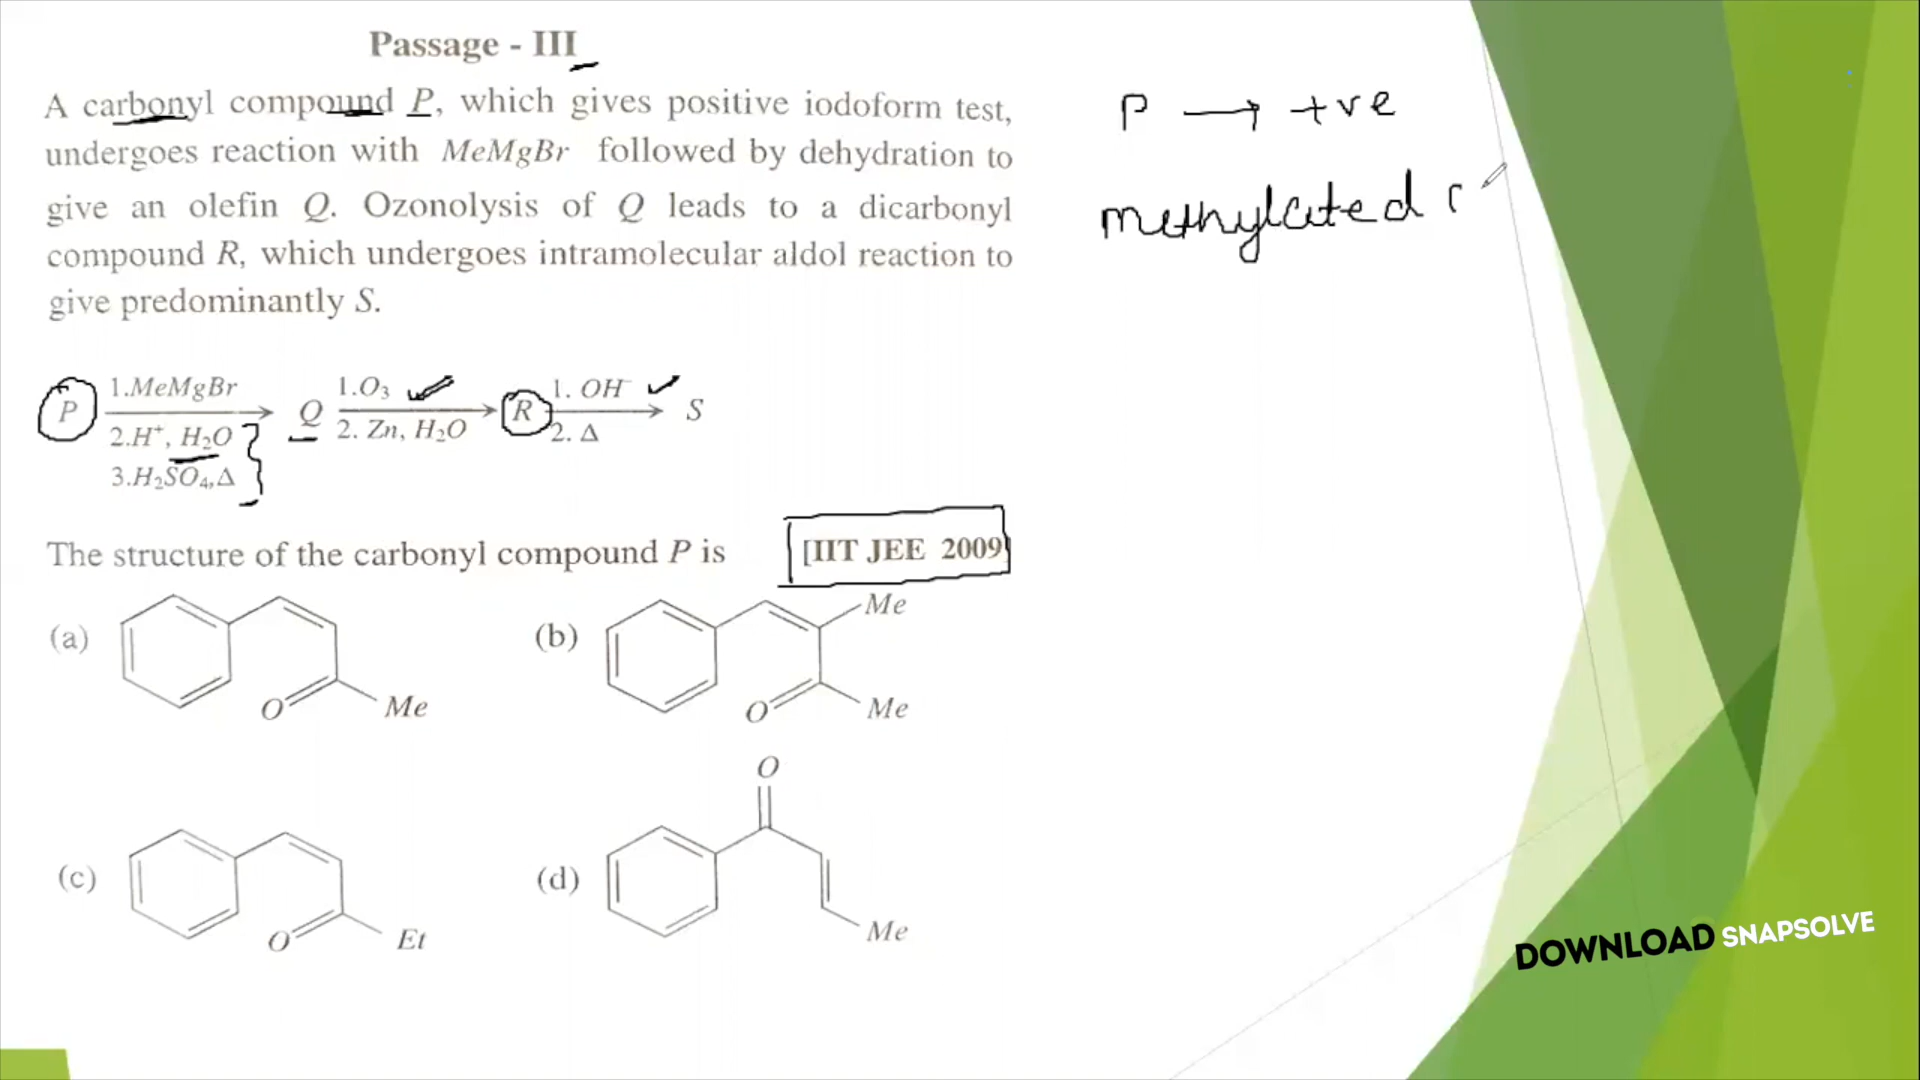 Passage - III
A carbonyl compound P, which gives positive iodoform test,
undergoes reaction with MeMgBr followed by dehydration to
give an olefin Q. Ozonolysis of Q leads to a dicarbonyl
compound R, which undergoes intramolecular aldol reaction to
give predominantly S.
P 1.MeMgBr 2.H⁺, H₂O 3.H₂SO₄,Δ → Q 1.O₃ 2. Zn, H₂O → R 1. OH⁻ 2. Δ → S
The structure of the carbonyl compound P is [IIT JEE 2009
(a) O Me
(b) Me O Me
(c) O Et
(d) O Me
P → +ve
methylated
DOWNLOAD SNAPSOLVE